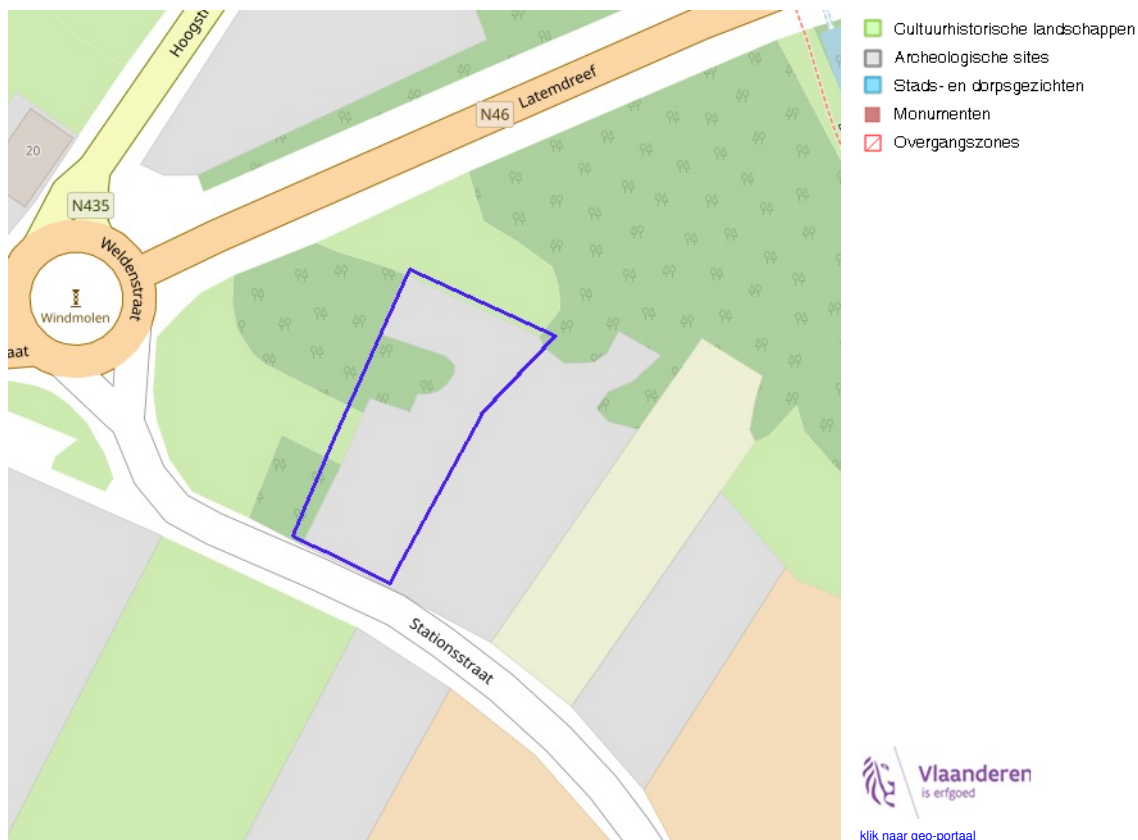 Hoogstr
20
N435
N46
Latemdreef
Weldenstraat
Windmolen
aat
Stationsstraat
Cultuurhistorische landschappen
Archeologische sites
Stads- en dorpsgezichten
Monumenten
Overgangszones
Vlaanderen
is erfgoed
klik naar geo-portaal